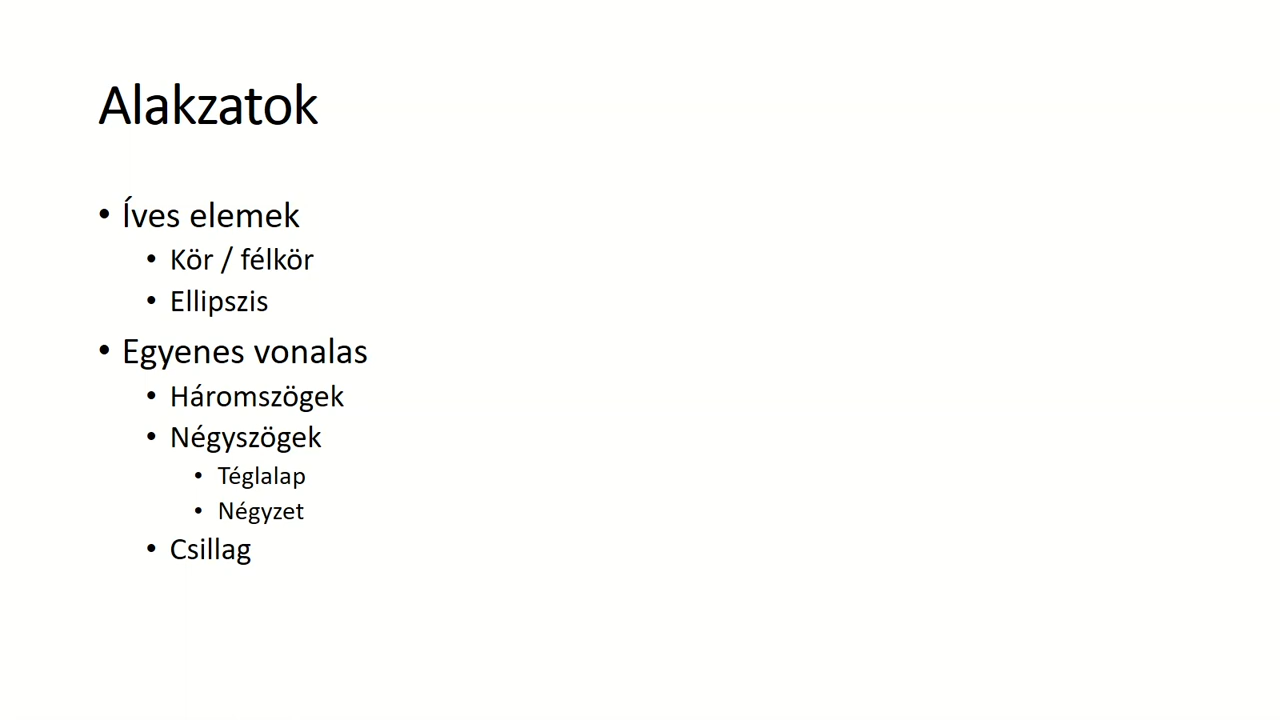 Alakzatok
• Íves elemek
• Kör / félkör
• Ellipszis
• Egyenes vonalas
• Háromszögek
• Négyszögek
• Téglalap
• Négyzet
• Csillag